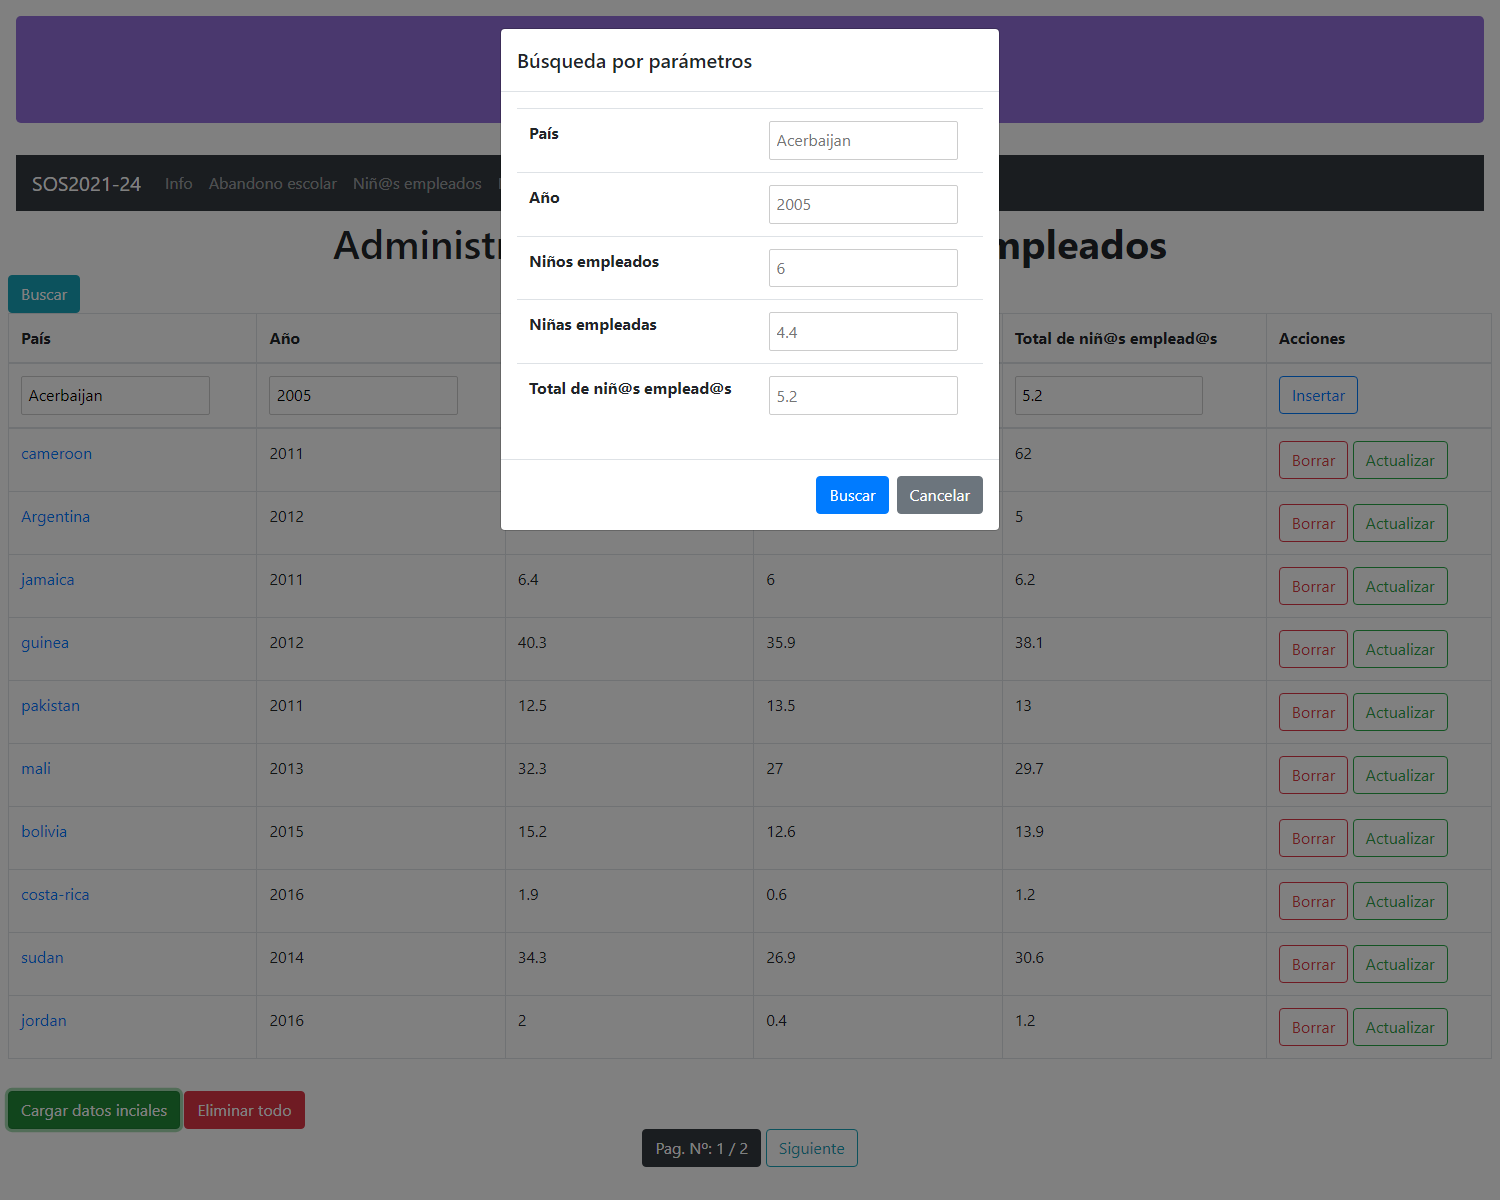 Búsqueda por parámetros
País Acerbaijan
Año 2005
Niños empleados 6
Niñas empleadas 4.4
Total de niñ@s emplead@s 5.2
Buscar Cancelar
SOS2021-24 Info Abandono escolar Niñ@s empleados
Administ mpleados
Buscar
País Año Total de niñ@s emplead@s Acciones
Acerbaijan 2005 5.2 Insertar
cameroon 2011 62 Borrar Actualizar
Argentina 2012 5 Borrar Actualizar
jamaica 2011 6.4 6 6.2 Borrar Actualizar
guinea 2012 40.3 35.9 38.1 Borrar Actualizar
pakistan 2011 12.5 13.5 13 Borrar Actualizar
mali 2013 32.3 27 29.7 Borrar Actualizar
bolivia 2015 15.2 12.6 13.9 Borrar Actualizar
costa-rica 2016 1.9 0.6 1.2 Borrar Actualizar
sudan 2014 34.3 26.9 30.6 Borrar Actualizar
jordan 2016 2 0.4 1.2 Borrar Actualizar
Cargar datos inciales Eliminar todo
Pag. Nº: 1 / 2 Siguiente